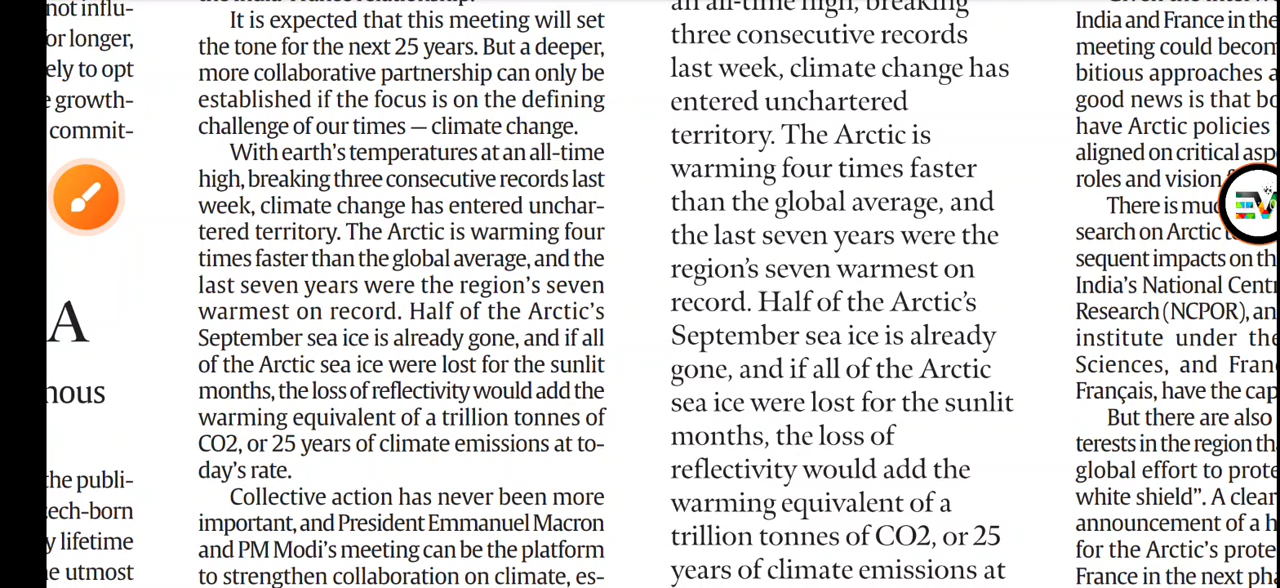 not influ-
or longer,
ely to opt
growth-
commit-
A
nous
the publi-
tech-born
y lifetime
utmost
It is expected that this meeting will set
the tone for the next 25 years. But a deeper,
more collaborative partnership can only be
established if the focus is on the defining
challenge of our times — climate change.
With earth's temperatures at an all-time
high, breaking three consecutive records last
week, climate change has entered unchar-
tered territory. The Arctic is warming four
times faster than the global average, and the
last seven years were the region's seven
warmest on record. Half of the Arctic's
September sea ice is already gone, and if all
of the Arctic sea ice were lost for the sunlit
months, the loss of reflectivity would add the
warming equivalent of a trillion tonnes of
CO2, or 25 years of climate emissions at to-
day's rate.
Collective action has never been more
important, and President Emmanuel Macron
and PM Modi's meeting can be the platform
to strengthen collaboration on climate, es-
an all-time high, breaking
three consecutive records
last week, climate change has
entered unchartered
territory. The Arctic is
warming four times faster
than the global average, and
the last seven years were the
region's seven warmest on
record. Half of the Arctic's
September sea ice is already
gone, and if all of the Arctic
sea ice were lost for the sunlit
months, the loss of
reflectivity would add the
warming equivalent of a
trillion tonnes of CO2, or 25
years of climate emissions at
India and France in the
meeting could becom
bitious approaches a
good news is that bo
have Arctic policies
aligned on critical asp
roles and vision
There is muc
search on Arctic
sequent impacts on th
India's National Cent
Research (NCPOR), an
institute under the
Sciences, and Fran
Français, have the cap
But there are also
terests in the region th
global effort to prote
white shield". A clear
announcement of a h
for the Arctic's prote
France in the next ph
EV